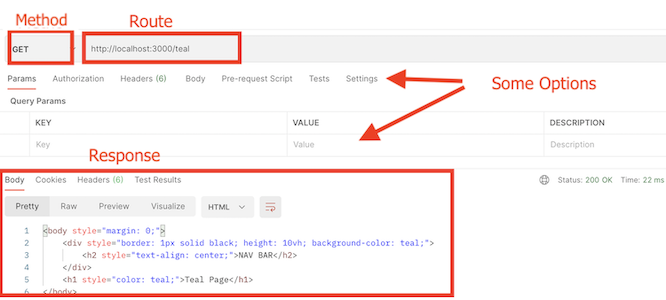 Method
Route
GET
http://localhost:3000/teal
Params Authorization Headers (6) Body Pre-request Script Tests Settings
Some Options
Query Params
KEY VALUE DESCRIPTION
Key Value Description
Response
Body Cookies Headers (6) Test Results
Status: 200 OK Time: 22 ms
Pretty Raw Preview Visualize HTML
1 <body style="margin: 0;">
2 <div style="border: 1px solid black; height: 10vh; background-color: teal;">
3 <h2 style="text-align: center;">NAV BAR</h2>
4 </div>
5 <h1 style="color: teal;">Teal Page</h1>
6 </body>